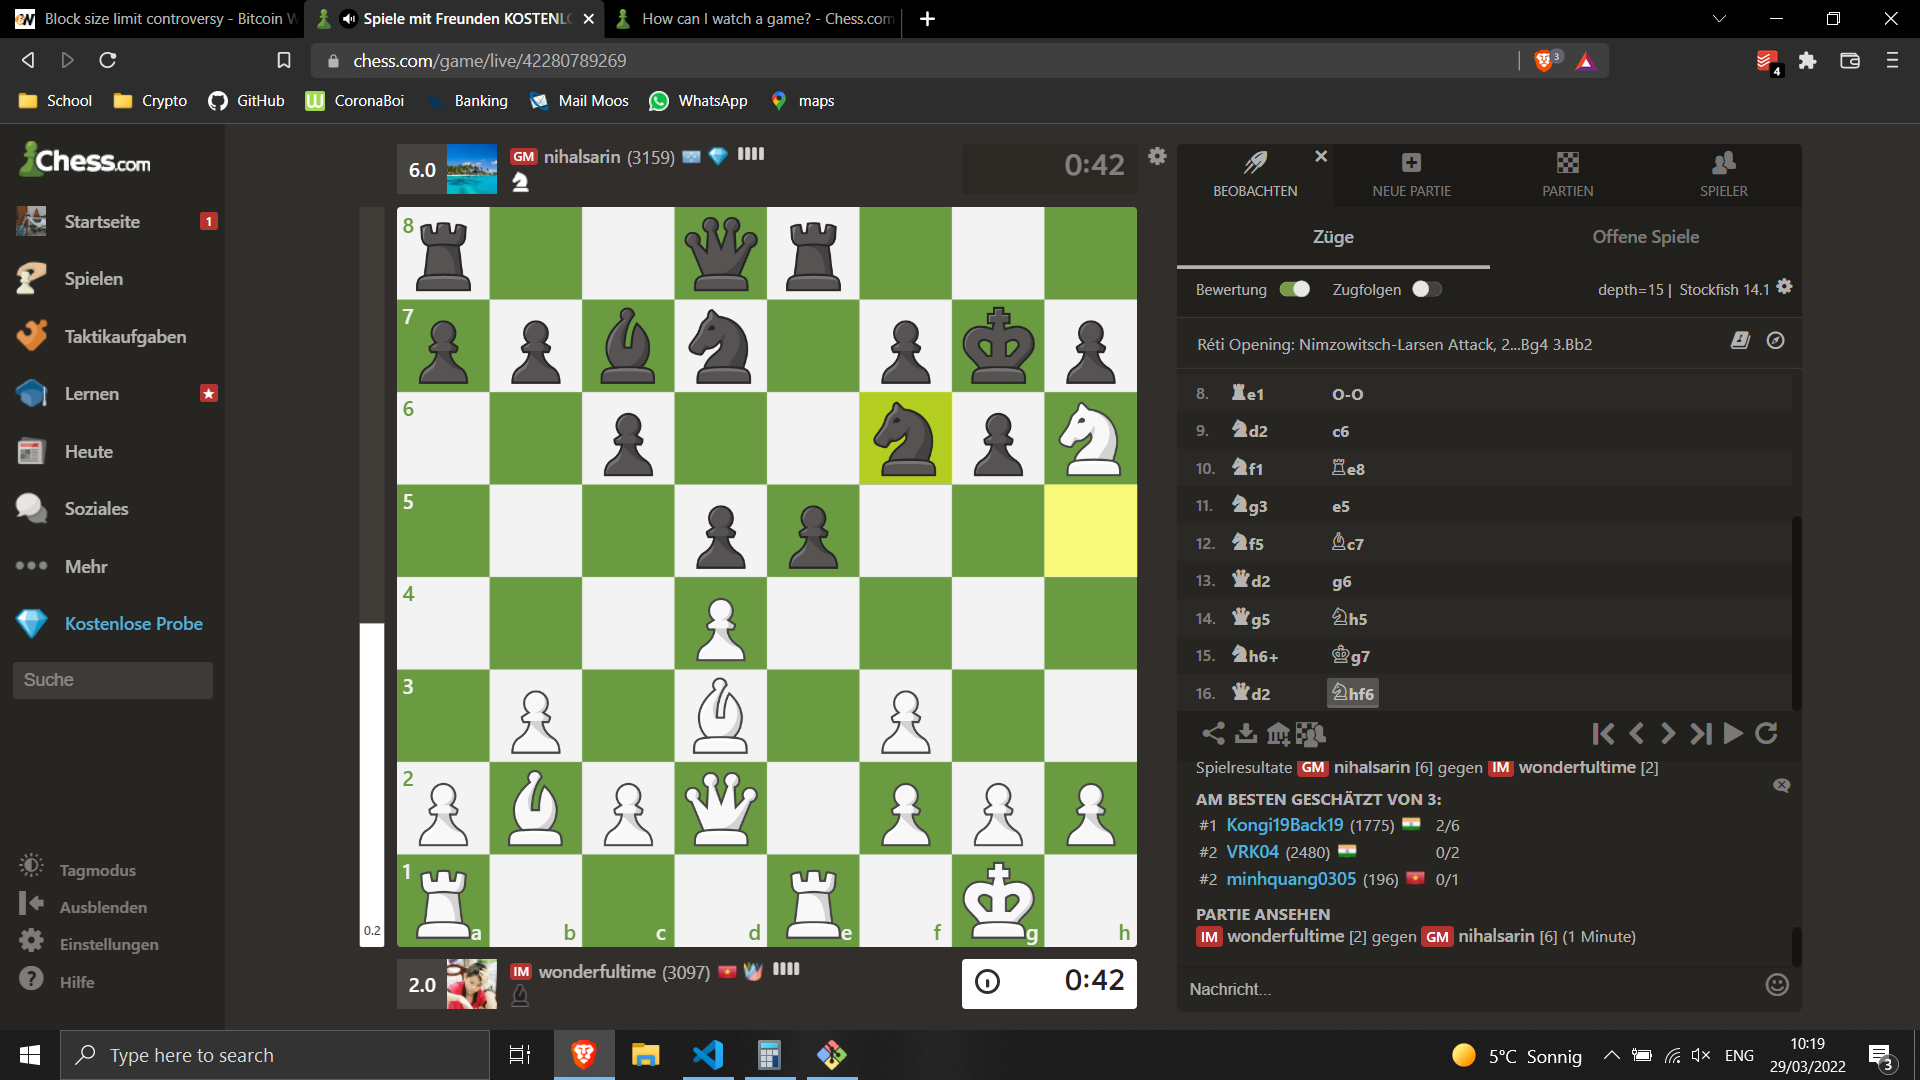 Block size limit controversy - Bitcoin W
Spiele mit Freunden KOSTENLO
How can I watch a game? - Chess.com
chess.com/game/live/42280789269
3
4
School
Crypto
GitHub
CoronaBoi
Banking
Mail Moos
WhatsApp
maps
Chess.com
Startseite
1
Spielen
Taktikaufgaben
Lernen
Heute
Soziales
Mehr
Kostenlose Probe
Suche
Tagmodus
Ausblenden
Einstellungen
Hilfe
6.0
GM nihalsarin (3159)
0:42
8
7
6
5
4
3
2
1
a b c d e f g h
0.2
2.0
IM wonderfultime (3097)
0:42
BEOBACHTEN
NEUE PARTIE
PARTIEN
SPIELER
Züge
Offene Spiele
Bewertung
Zugfolgen
depth=15 | Stockfish 14.1
Réti Opening: Nimzowitsch-Larsen Attack, 2...Bg4 3.Bb2
8. e1 O-O
9. d2 c6
10. f1 e8
11. g3 e5
12. f5 c7
13. d2 g6
14. g5 h5
15. h6+ g7
16. d2 hf6
Spielresultate GM nihalsarin [6] gegen IM wonderfultime [2]
AM BESTEN GESCHÄTZT VON 3:
#1 Kongi19Back19 (1775) 2/6
#2 VRK04 (2480) 0/2
#2 minhquang0305 (196) 0/1
PARTIE ANSEHEN
IM wonderfultime [2] gegen GM nihalsarin [6] (1 Minute)
Nachricht...
Type here to search
5°C Sonnig
ENG
10:19
29/03/2022
3